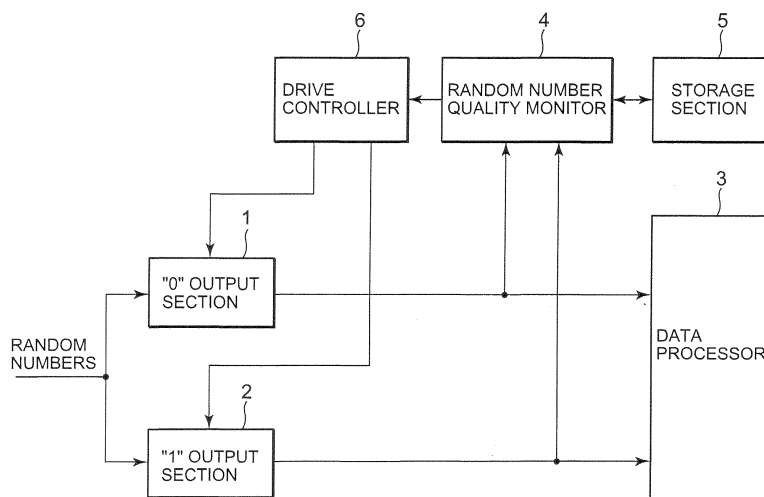 6
4
5
DRIVE
CONTROLLER
RANDOM NUMBER
QUALITY MONITOR
STORAGE
SECTION
3
1
"0" OUTPUT
SECTION
RANDOM
NUMBERS
DATA
PROCESSOR
2
"1" OUTPUT
SECTION